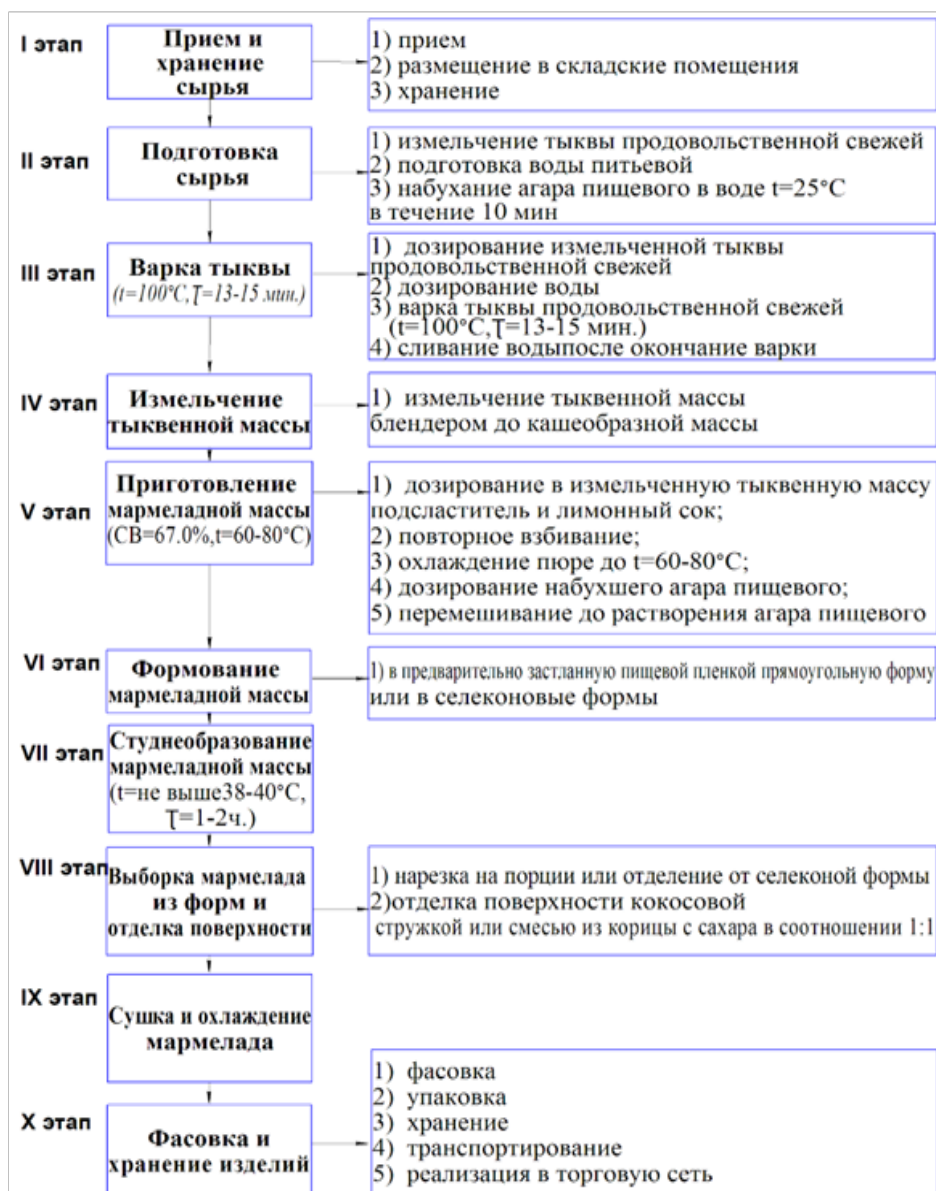 I этап
Прием и
хранение
сырья
1) прием
2) размещение в складские помещения
3) хранение
II этап
Подготовка
сырья
1) измельчение тыквы продовольственной свежей
2) подготовка воды питьевой
3) набухание агара пищевого в воде t=25°С
в течение 10 мин
III этап
Варка тыквы
(t=100°С,Ʈ=13-15 мин.)
1) дозирование измельченной тыквы
продовольственной свежей
2) дозирование воды
3) варка тыквы продовольственной свежей
(t=100°С,Ʈ=13-15 мин.)
4) сливание водыпосле окончание варки
IV этап
Измельчение
тыквенной массы
1) измельчение тыквенной массы
блендером до кашеобразной массы
V этап
Приготовление
мармеладной массы
(СВ=67.0%,t=60-80°С)
1) дозирование в измельченную тыквенную массу
подсластитель и лимонный сок;
2) повторное взбивание;
3) охлаждение пюре до t=60-80°С;
4) дозирование набухшего агара пищевого;
5) перемешивание до растворения агара пищевого
VI этап
Формование
мармеладной массы
1) в предварительно застланную пищевой пленкой прямоугольную форму
или в селеконовые формы
VII этап
Студнеобразование
мармеладной массы
(t=не выше38-40°С,
Ʈ=1-2ч.)
VIII этап
Выборка мармелада
из форм и
отделка поверхности
1) нарезка на порции или отделение от селеконой формы
2)отделка поверхности кокосовой
стружкой или смесью из корицы с сахара в соотношении 1:1
IX этап
Сушка и охлаждение
мармелада
X этап
Фасовка и
хранение изделий
1) фасовка
2) упаковка
3) хранение
4) транспортирование
5) реализация в торговую сеть